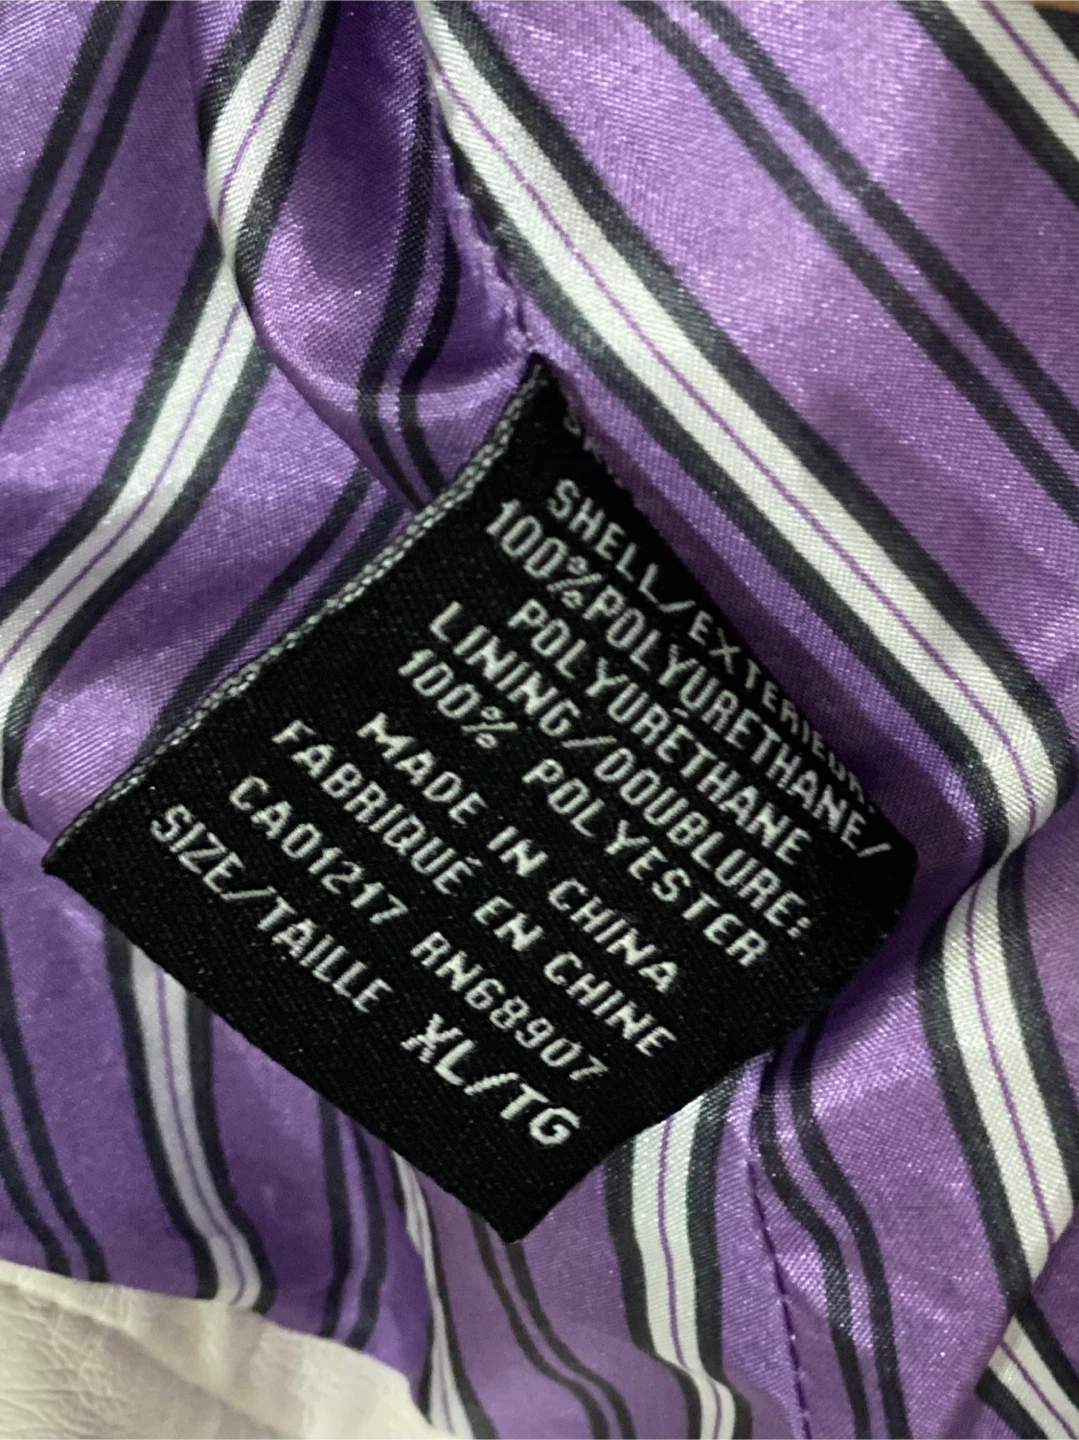 SHELL/EXTERIEUR:
100%POLYURETHANE/
POLYURÉTHANE
LINING/DOUBLURE:
100% POLYESTER
MADE IN CHINA
FABRIQUÉ EN CHINE
CA01217 RN68907
SIZE/TAILLE XL/TG